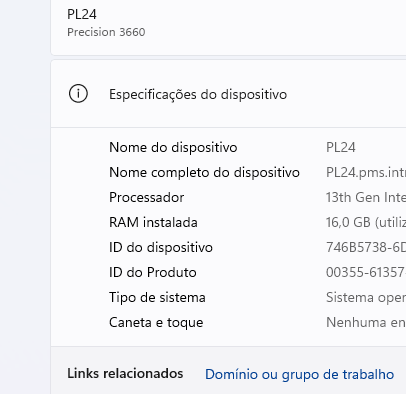 PL24
Precision 3660
Especificações do dispositivo
Nome do dispositivo PL24
Nome completo do dispositivo PL24.pms.int
Processador 13th Gen Inte
RAM instalada 16,0 GB (utiliz
ID do dispositivo 746B5738-6D
ID do Produto 00355-61357
Tipo de sistema Sistema oper
Caneta e toque Nenhuma en
Links relacionados Domínio ou grupo de trabalho